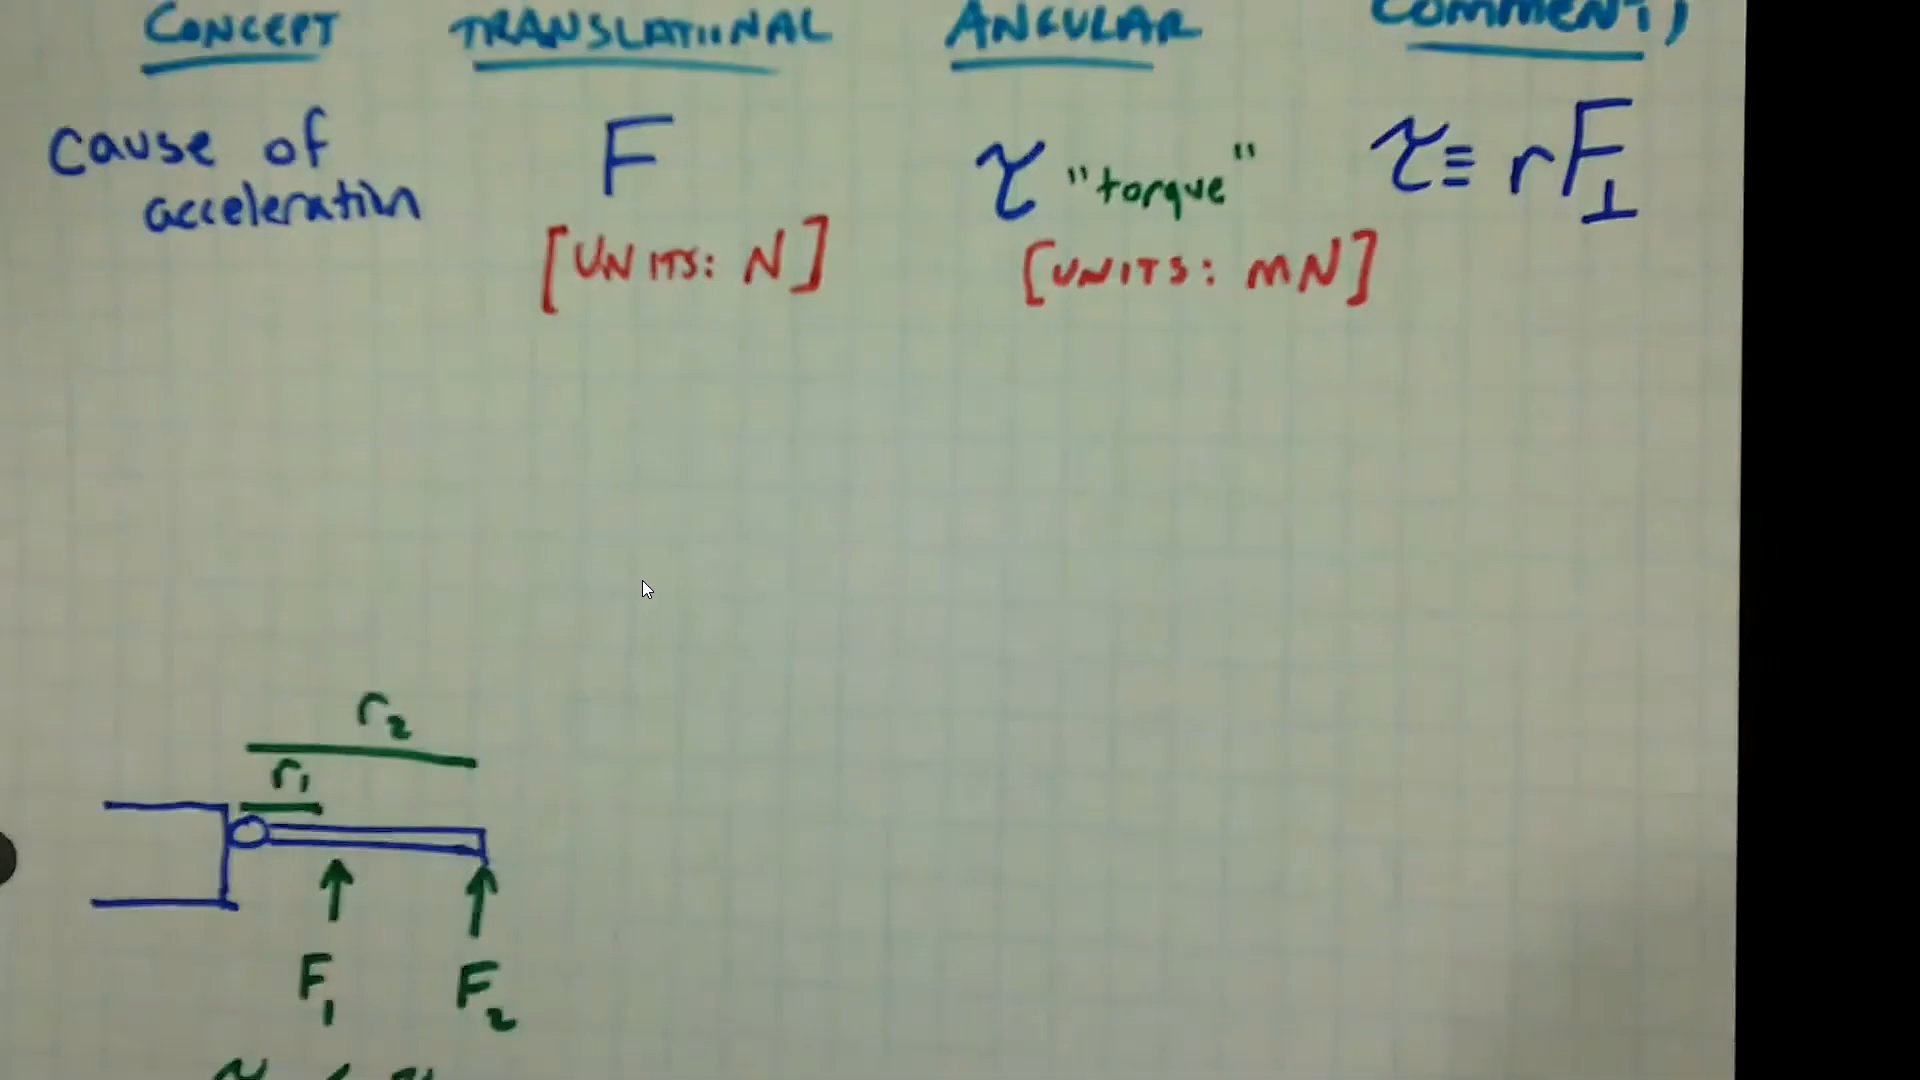 CONCEPT TRANSLATIONAL ANGULAR COMMENTS
cause of F τ "torque" τ≡ rF⊥
acceleration
[UNITS: N] [UNITS: mN]
r₂
r₁
F₁ F₂